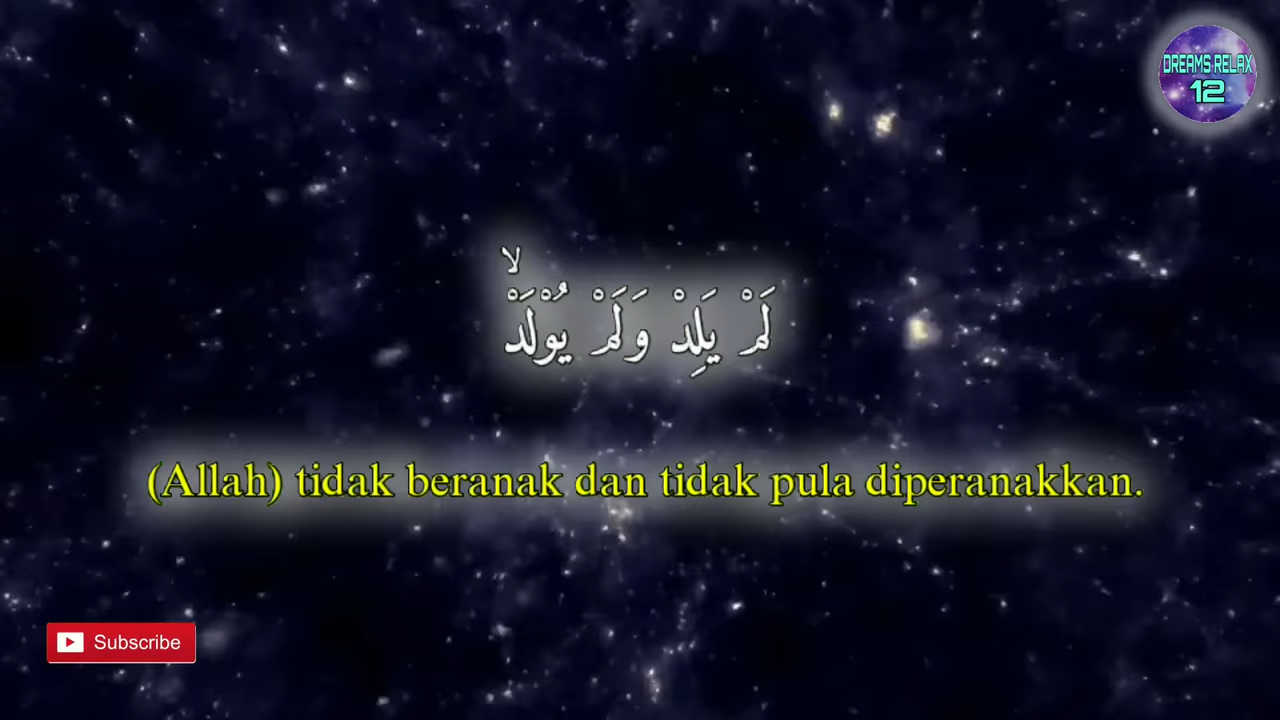 DREAMS RELAX
12
لَمْ يَلِدْ وَلَمْ يُوْلَدْۙ
(Allah) tidak beranak dan tidak pula diperanakkan.
Subscribe